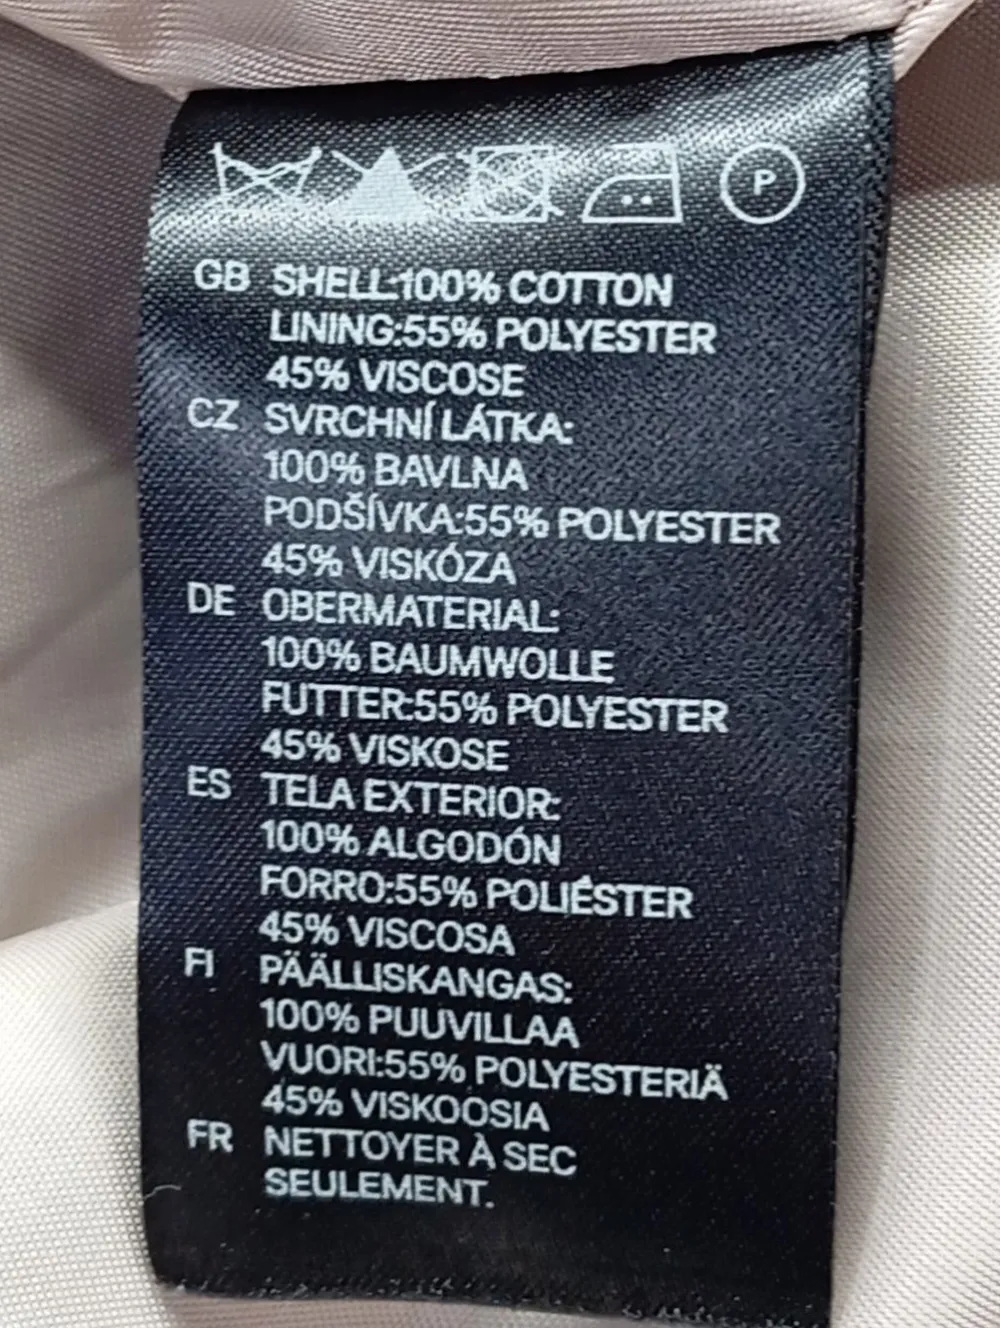 P
GB SHELL:100% COTTON
LINING:55% POLYESTER
45% VISCOSE
CZ SVRCHNÍ LÁTKA:
100% BAVLNA
PODŠÍVKA:55% POLYESTER
45% VISKÓZA
DE OBERMATERIAL:
100% BAUMWOLLE
FUTTER:55% POLYESTER
45% VISKOSE
ES TELA EXTERIOR:
100% ALGODÓN
FORRO:55% POLIÉSTER
45% VISCOSA
FI PÄÄLLISKANGAS:
100% PUUVILLAA
VUORI:55% POLYESTERIÄ
45% VISKOOSIA
FR NETTOYER À SEC
SEULEMENT.